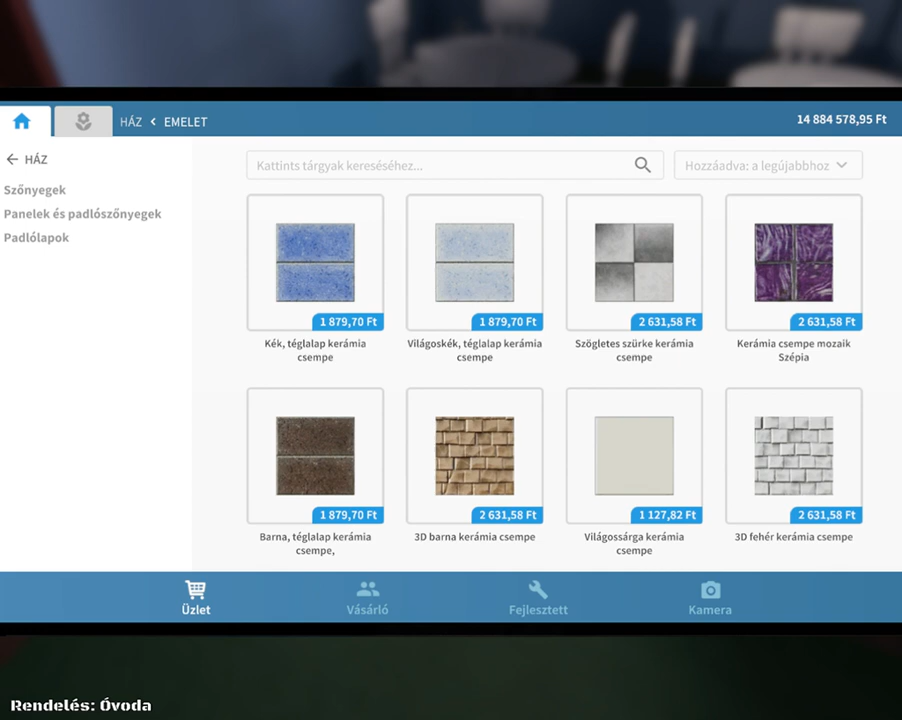 HÁZ < EMELET
14 884 578,95 Ft
← HÁZ
Szőnyegek
Panelek és padlószőnyegek
Padlólapok
Kattints tárgyak kereséséhez...
Hozzáadva: a legújabbhoz
1 879,70 Ft
Kék, téglalap kerámia
csempe
1 879,70 Ft
Világoskék, téglalap kerámia
csempe
2 631,58 Ft
Szögletes szürke kerámia
csempe
2 631,58 Ft
Kerámia csempe mozaik
Szépia
1 879,70 Ft
Barna, téglalap kerámia
csempe,
2 631,58 Ft
3D barna kerámia csempe
1 127,82 Ft
Világossárga kerámia
csempe
2 631,58 Ft
3D fehér kerámia csempe
Üzlet
Vásárló
Fejlesztett
Kamera
Rendelés: Óvoda